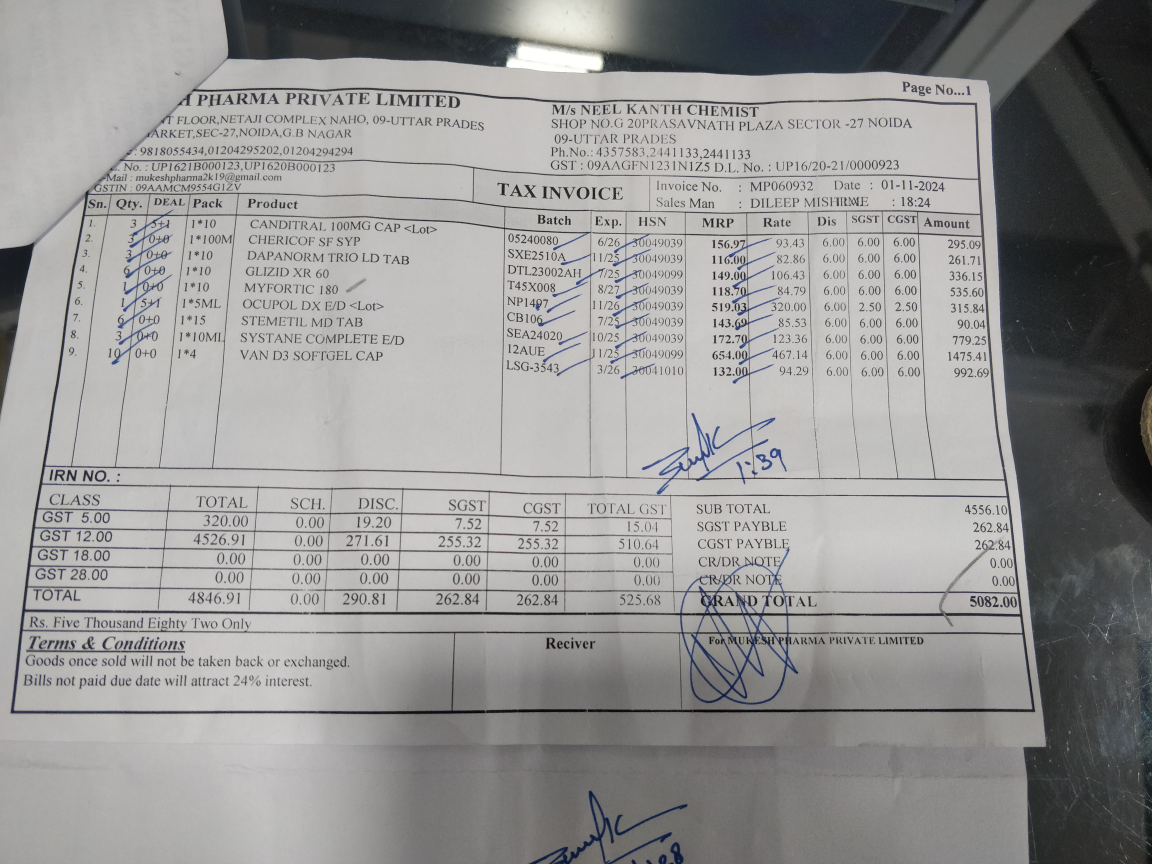 Page No...1
H PHARMA PRIVATE LIMITED
NT FLOOR,NETAJI COMPLEX NAHO, 09-UTTAR PRADES
MARKET,SEC-27,NOIDA,G.B NAGAR
: 9818055434,01204295202,01204294294
L. No. : UP1621B000123,UP1620B000123
E-Mail : mukeshpharma2k19@gmail.com
GSTIN : 09AAMCM9554G1ZV
M/s NEEL KANTH CHEMIST
SHOP NO.G 20PRASAVNATH PLAZA SECTOR -27 NOIDA
09-UTTAR PRADES
Ph.No.: 4357583,2441133,2441133
GST : 09AAGFN1231N1Z5 D.L. No. : UP16/20-21/0000923
TAX INVOICE
Invoice No. : MP060932 Date : 01-11-2024
Sales Man : DILEEP MISHRTIME : 18:24
Sn. Qty. DEAL Pack Product Batch Exp. HSN MRP Rate Dis SGST CGST Amount
1. 3 5+1 1*10 CANDITRAL 100MG CAP <Lot> 05240080 6/26 30049039 156.97 93.43 6.00 6.00 6.00 295.09
2. 3 0+0 1*100M CHERICOF SF SYP SXE2510A 11/25 30049039 116.00 82.86 6.00 6.00 6.00 261.71
3. 3 0+0 1*10 DAPANORM TRIO LD TAB DTL23002AH 7/25 30049099 149.00 106.43 6.00 6.00 6.00 336.15
4. 6 0+0 1*10 GLIZID XR 60 T45X008 8/27 30049039 118.70 84.79 6.00 6.00 6.00 535.60
5. 1 0+0 1*10 MYFORTIC 180 NP1497 11/26 30049039 519.03 320.00 6.00 2.50 2.50 315.84
6. 1 5+1 1*5ML OCUPOL DX E/D <Lot> CB106 7/25 30049039 143.69 85.53 6.00 6.00 6.00 90.04
7. 0+0 1*15 STEMETIL MD TAB SEA24020 10/25 30049039 172.70 123.36 6.00 6.00 6.00 779.25
8. 3 0+0 1*10ML SYSTANE COMPLETE E/D 12AUE 11/25 30049099 654.00 467.14 6.00 6.00 6.00 1475.41
9. 10 0+0 1*4 VAN D3 SOFTGEL CAP LSG-3543 3/26 30041010 132.00 94.29 6.00 6.00 6.00 992.69
1:39
IRN NO. :
CLASS TOTAL SCH. DISC. SGST CGST TOTAL GST
GST 5.00 320.00 0.00 19.20 7.52 7.52 15.04
GST 12.00 4526.91 0.00 271.61 255.32 255.32 510.64
GST 18.00 0.00 0.00 0.00 0.00 0.00 0.00
GST 28.00 0.00 0.00 0.00 0.00 0.00 0.00
TOTAL 4846.91 0.00 290.81 262.84 262.84 525.68
SUB TOTAL 4556.10
SGST PAYBLE 262.84
CGST PAYBLE 262.84
CR/DR NOTE 0.00
CR/DR NOTE 0.00
GRAND TOTAL 5082.00
Rs. Five Thousand Eighty Two Only
Terms & Conditions
Goods once sold will not be taken back or exchanged.
Bills not paid due date will attract 24% interest.
Reciver
For MUKESH PHARMA PRIVATE LIMITED